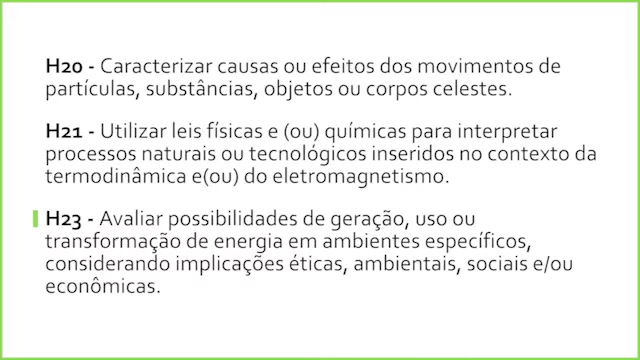 H20 - Caracterizar causas ou efeitos dos movimentos de
partículas, substâncias, objetos ou corpos celestes.
H21 - Utilizar leis físicas e (ou) químicas para interpretar
processos naturais ou tecnológicos inseridos no contexto da
termodinâmica e(ou) do eletromagnetismo.
H23 - Avaliar possibilidades de geração, uso ou
transformação de energia em ambientes específicos,
considerando implicações éticas, ambientais, sociais e/ou
econômicas.